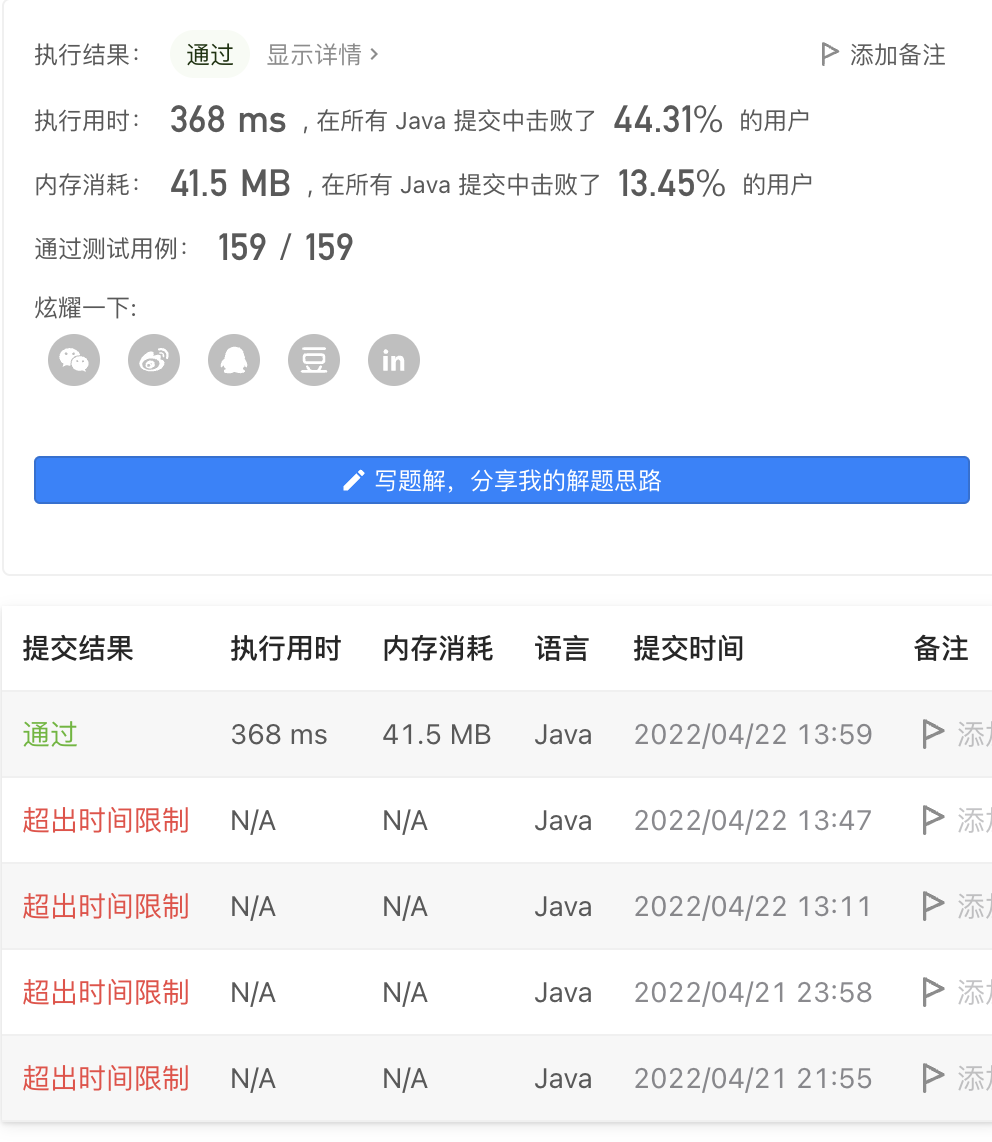 执行结果： 通过 显示详情 > 添加备注
执行用时： 368 ms , 在所有 Java 提交中击败了 44.31% 的用户
内存消耗： 41.5 MB , 在所有 Java 提交中击败了 13.45% 的用户
通过测试用例： 159 / 159
炫耀一下:
豆 in
写题解，分享我的解题思路
提交结果 执行用时 内存消耗 语言 提交时间 备注
通过 368 ms 41.5 MB Java 2022/04/22 13:59 添
超出时间限制 N/A N/A Java 2022/04/22 13:47 添
超出时间限制 N/A N/A Java 2022/04/22 13:11 添
超出时间限制 N/A N/A Java 2022/04/21 23:58 添
超出时间限制 N/A N/A Java 2022/04/21 21:55 添